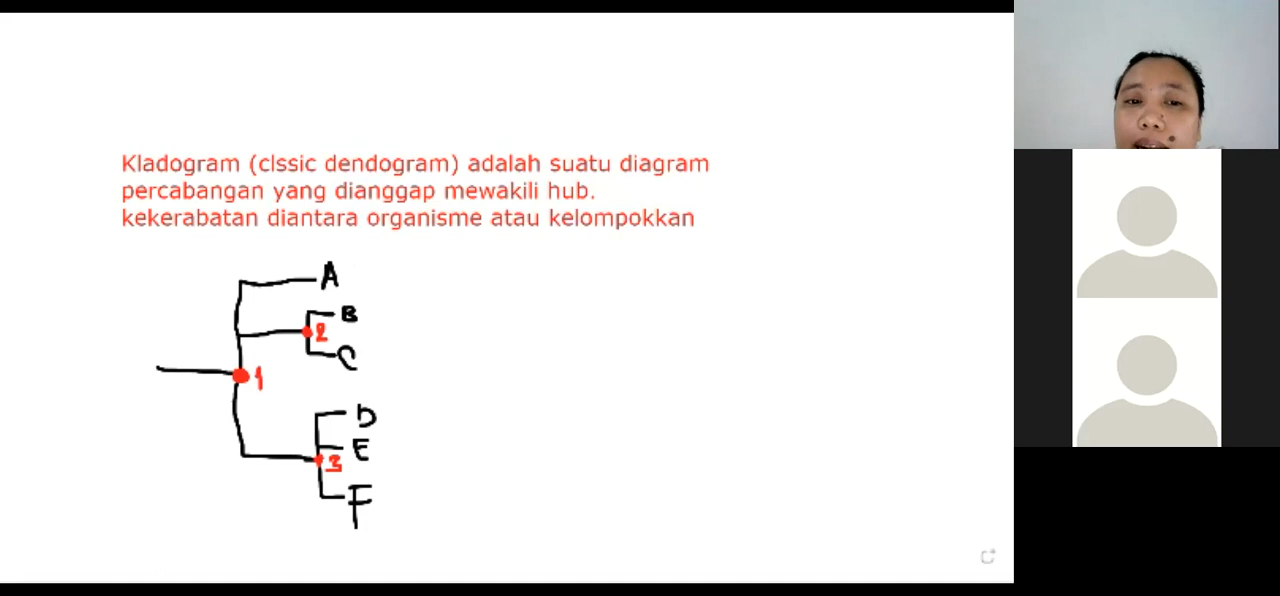 Kladogram (clssic dendogram) adalah suatu diagram
percabangan yang dianggap mewakili hub.
kekerabatan diantara organisme atau kelompokkan
A
B
2
C
1
D
E
3
F